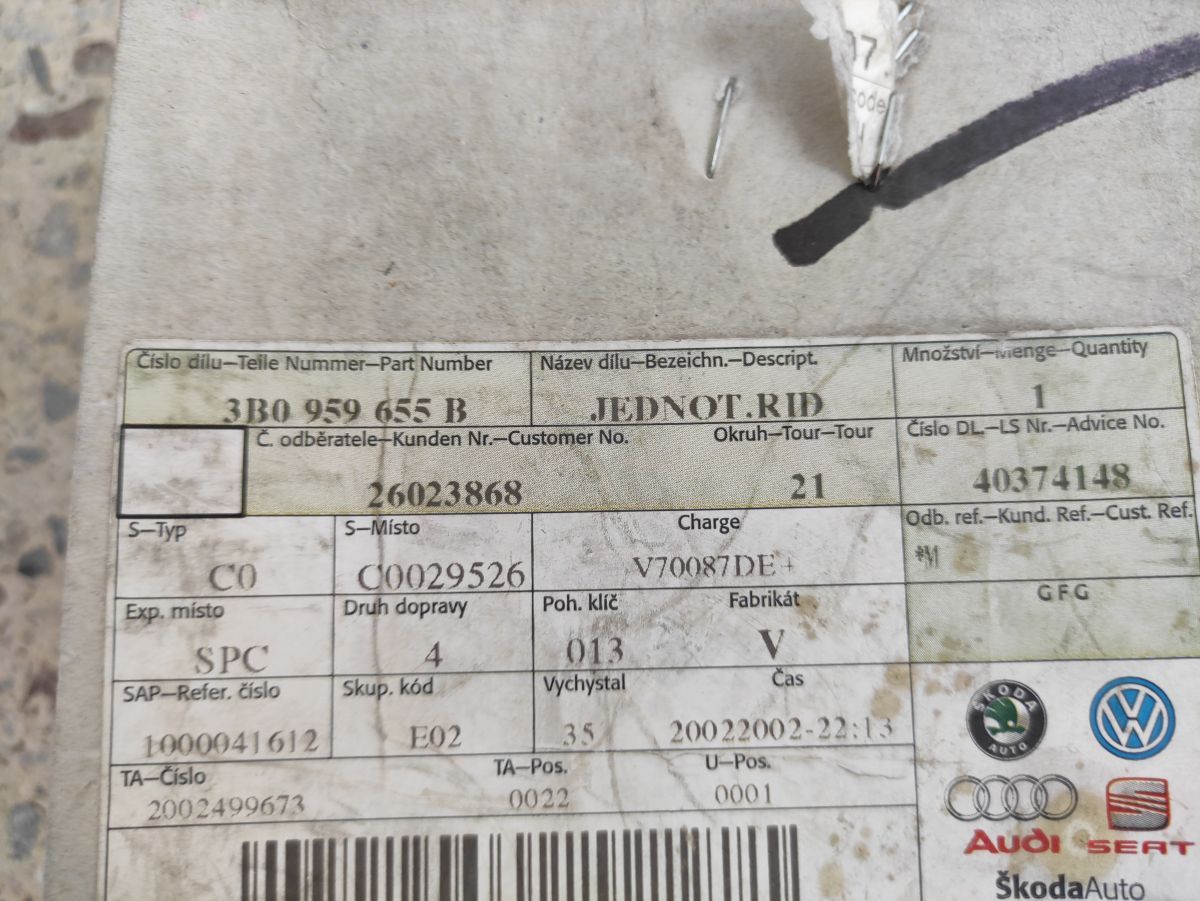 17
code
Číslo dílu—Teile Nummer—Part Number
3B0 959 655 B
Název dílu—Bezeichn.—Descript.
JEDNOT.RID
Množství—Menge—Quantity
1
Č. odběratele—Kunden Nr.—Customer No.
26023868
Okruh—Tour—Tour
21
Číslo DL—LS Nr.—Advice No.
40374148
S—Typ
C0
S—Místo
C0029526
Charge
V70087DE+
Odb. ref.—Kund. Ref.—Cust. Ref.
*M
Exp. místo
SPC
Druh dopravy
4
Poh. klíč
013
Fabrikát
V
G F G
SAP—Refer. číslo
1000041612
Skup. kód
E02
Vychystal
35
Čas
20022002-22:13
TA—Číslo
2002499673
TA—Pos.
0022
U—Pos.
0001
ŠKODA
AUTO
Audi
SEAT
ŠkodaAuto